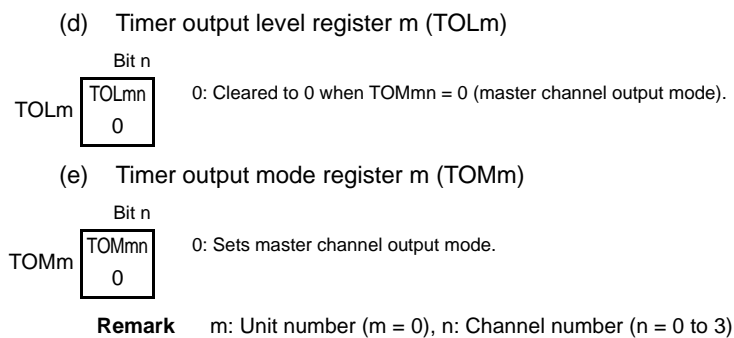 (d) Timer output level register m (TOLm)
Bit n
TOLm TOLmn 0: Cleared to 0 when TOMmn = 0 (master channel output mode).
0
(e) Timer output mode register m (TOMm)
Bit n
TOMm TOMmn 0: Sets master channel output mode.
0
Remark m: Unit number (m = 0), n: Channel number (n = 0 to 3)